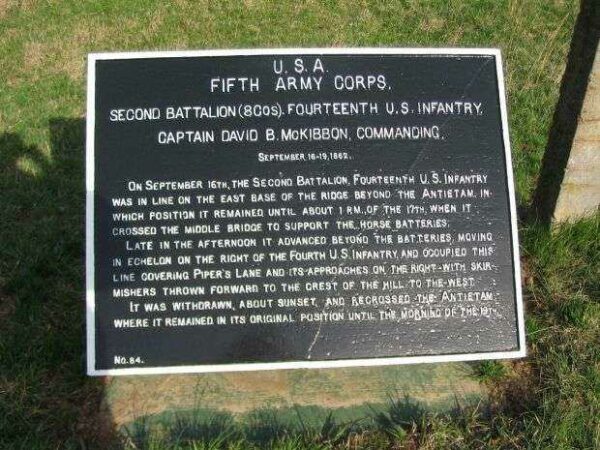 U.S.A.
FIFTH ARMY CORPS,
SECOND BATTALION (8 COS). FOURTEENTH U.S. INFANTRY,
CAPTAIN DAVID B. McKIBBON, COMMANDING.
SEPTEMBER 16-19, 1862.
ON SEPTEMBER 16TH, THE SECOND BATTALION, FOURTEENTH U.S. INFANTRY
WAS IN LINE ON THE EAST BASE OF THE RIDGE BEYOND THE ANTIETAM, IN
WHICH POSITION IT REMAINED UNTIL ABOUT 1 P.M., OF THE 17TH, WHEN IT
CROSSED THE MIDDLE BRIDGE TO SUPPORT THE HORSE BATTERIES.
LATE IN THE AFTERNOON IT ADVANCED BEYOND THE BATTERIES, MOVING
IN ECHELON ON THE RIGHT OF THE FOURTH U.S. INFANTRY, AND OCCUPIED THIS
LINE COVERING PIPER'S LANE AND ITS APPROACHES ON THE RIGHT-WITH SKIR-
MISHERS THROWN FORWARD TO THE CREST OF THE HILL TO THE WEST.
IT WAS WITHDRAWN, ABOUT SUNSET, AND RECROSSED THE ANTIETAM,
WHERE IT REMAINED IN ITS ORIGINAL POSITION UNTIL THE MORNING OF THE 19TH.
NO. 84.